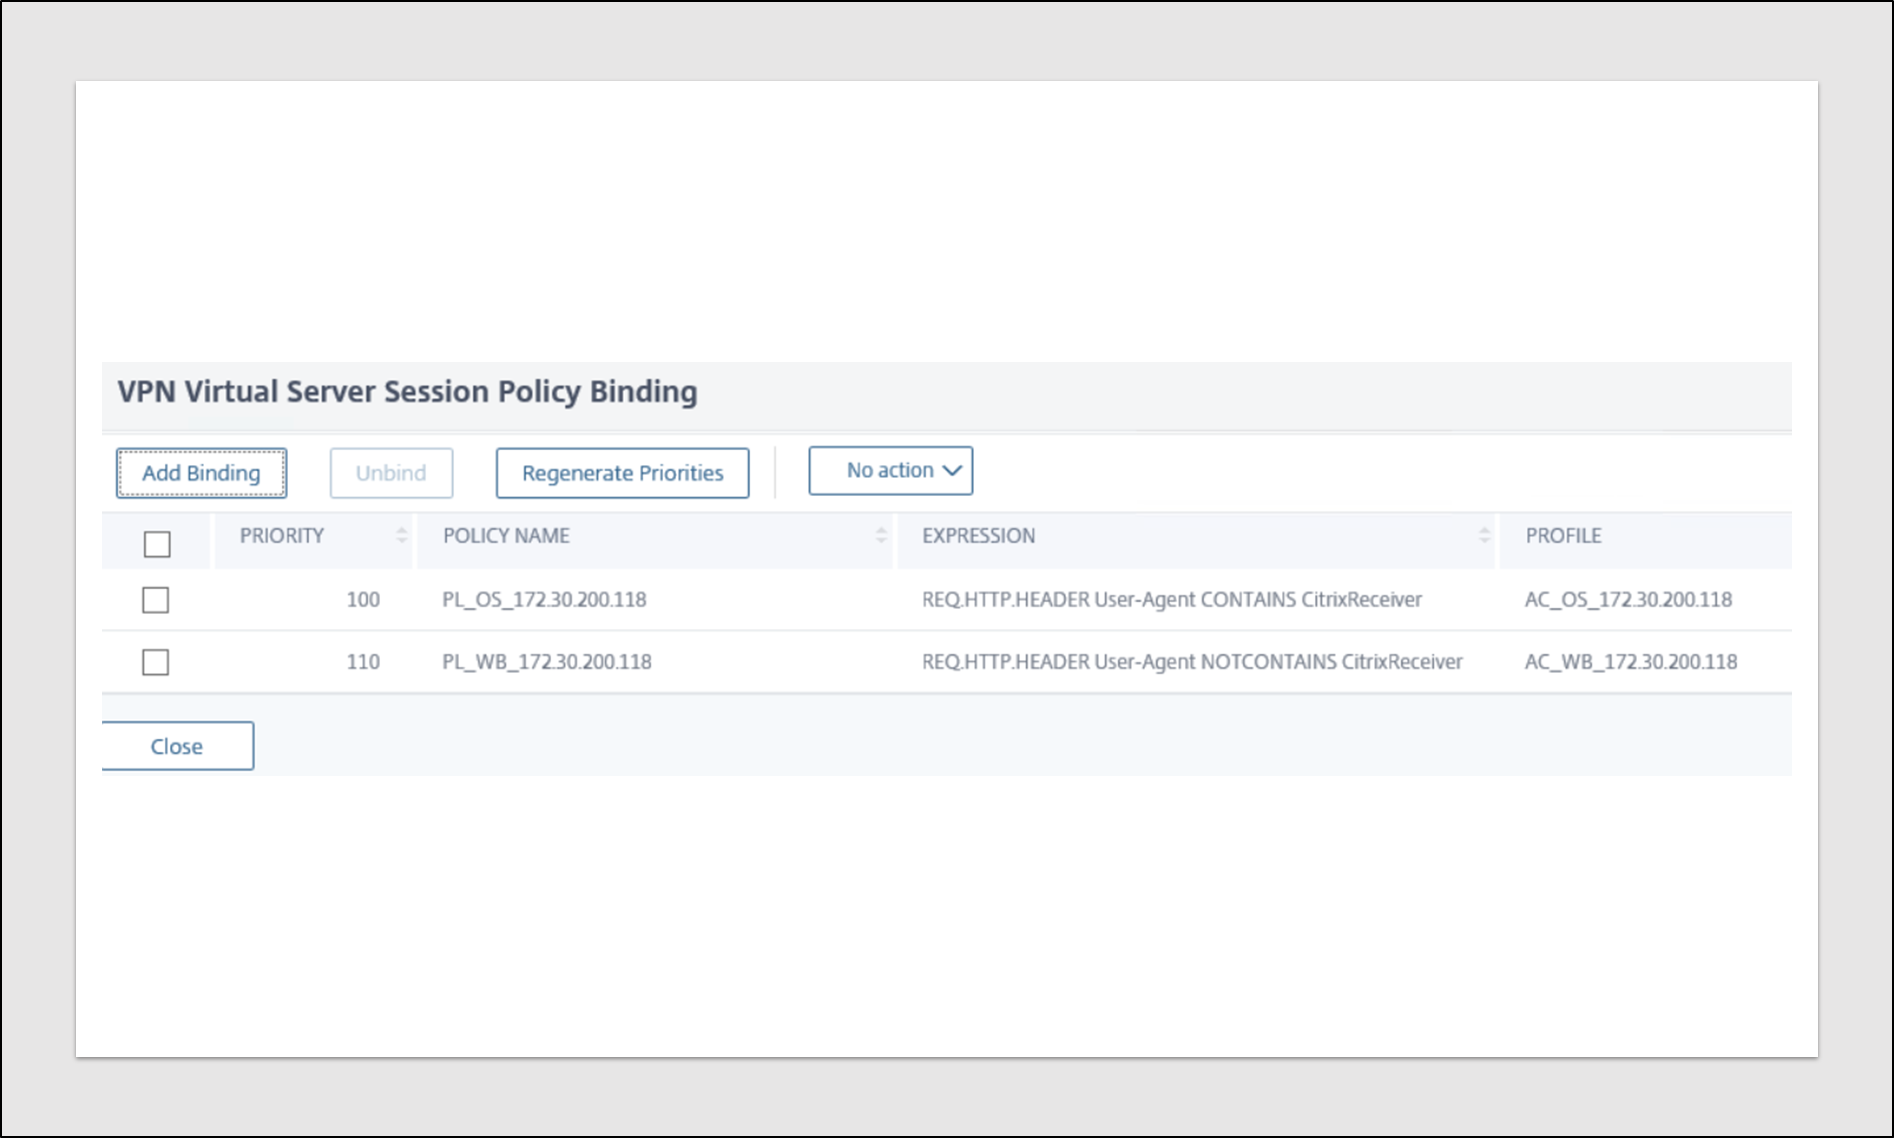 VPN Virtual Server Session Policy Binding
Add Binding Unbind Regenerate Priorities No action
PRIORITY POLICY NAME EXPRESSION PROFILE
100 PL_OS_172.30.200.118 REQ.HTTP.HEADER User-Agent CONTAINS CitrixReceiver AC_OS_172.30.200.118
110 PL_WB_172.30.200.118 REQ.HTTP.HEADER User-Agent NOTCONTAINS CitrixReceiver AC_WB_172.30.200.118
Close